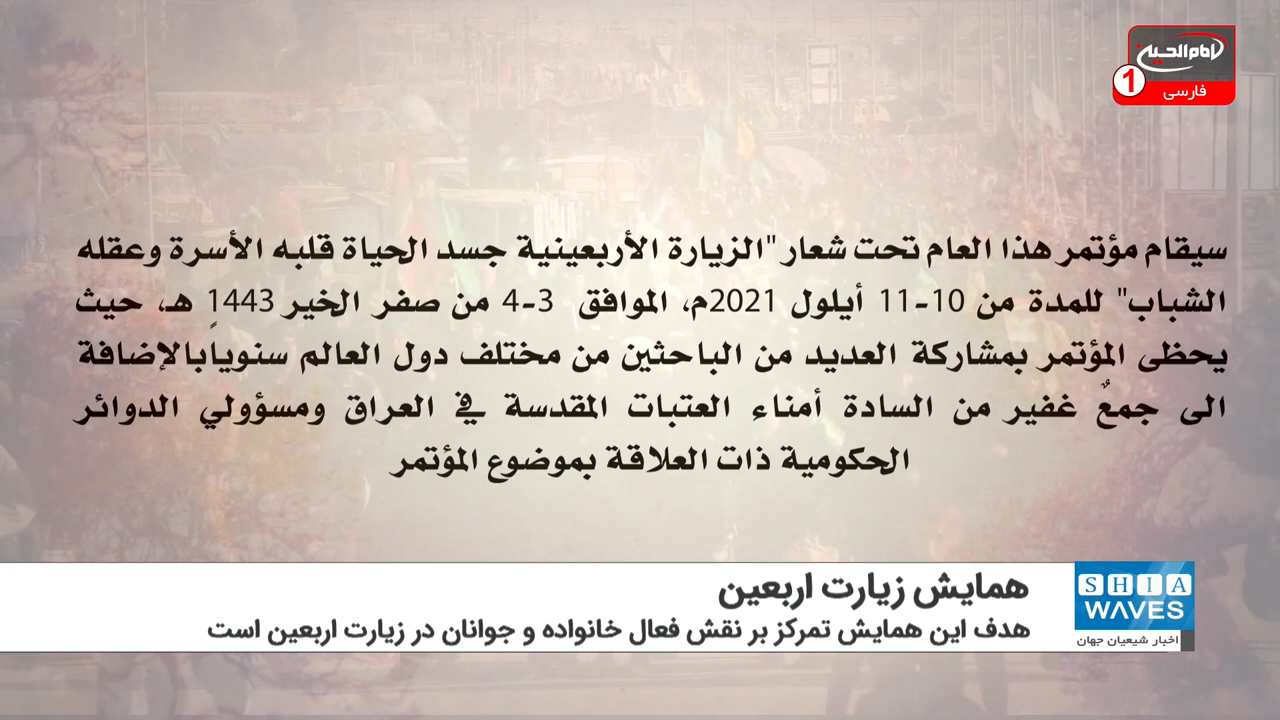 امام الحسین
1
فارسی
سيقام مؤتمر هذا العام تحت شعار "الزيارة الأربعينية جسد الحياة قلبه الأسرة وعقله
الشباب" للمدة من 10-11 أيلول 2021م، الموافق 3-4 من صفر الخير 1443 هـ، حيث
يحظى المؤتمر بمشاركة العديد من الباحثين من مختلف دول العالم سنوياًبالإضافة
الى جمعٌ غفير من السادة أمناء العتبات المقدسة في العراق ومسؤولي الدوائر
الحكومية ذات العلاقة بموضوع المؤتمر
همایش زیارت اربعین
هدف این همایش تمرکز بر نقش فعال خانواده و جوانان در زیارت اربعین است
SHIA
WAVES
اخبار شیعیان جهان